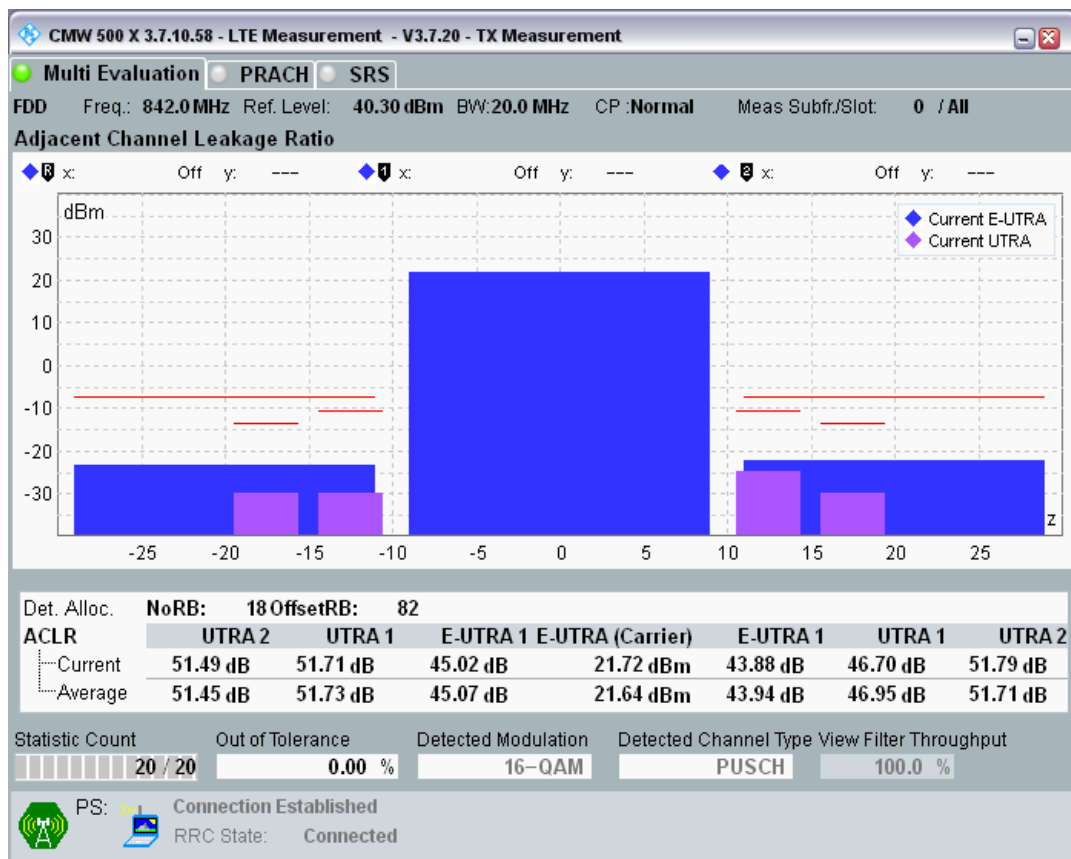 CMW 500 X 3.7.10.58 - LTE Measurement - V3.7.20 - TX Measurement
Multi Evaluation PRACH SRS
FDD Freq.: 842.0 MHz Ref. Level: 40.30 dBm BW:20.0 MHz CP :Normal Meas Subfr./Slot: 0 / All
Adjacent Channel Leakage Ratio
R x: Off y: --- 1 x: Off y: --- 2 x: Off y: ---
dBm
Current E-UTRA
Current UTRA
30
20
10
0
-10
-20
-30
z
-25 -20 -15 -10 -5 0 5 10 15 20 25
Det. Alloc. NoRB: 18 OffsetRB: 82
ACLR UTRA 2 UTRA 1 E-UTRA 1 E-UTRA (Carrier) E-UTRA 1 UTRA 1 UTRA 2
Current 51.49 dB 51.71 dB 45.02 dB 21.72 dBm 43.88 dB 46.70 dB 51.79 dB
Average 51.45 dB 51.73 dB 45.07 dB 21.64 dBm 43.94 dB 46.95 dB 51.71 dB
Statistic Count Out of Tolerance Detected Modulation Detected Channel Type View Filter Throughput
20 / 20 0.00 % 16-QAM PUSCH 100.0 %
PS: Connection Established
RRC State: Connected